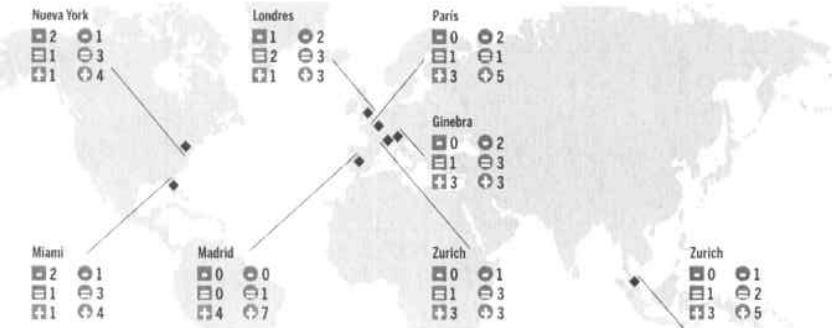 Nueva York
- 2 - 1
= 1 = 3
+ 1 + 4
Londres
- 1 - 2
= 2 = 3
+ 1 + 3
París
- 0 - 2
= 1 = 1
+ 3 + 5
Ginebra
- 0 - 2
= 1 = 3
+ 3 + 3
Miami
- 2 - 1
= 1 = 3
+ 1 + 4
Madrid
- 0 - 0
= 0 = 1
+ 4 + 7
Zurich
- 0 - 1
= 1 = 3
+ 3 + 3
Zurich
- 0 - 1
= 1 = 2
+ 3 + 5